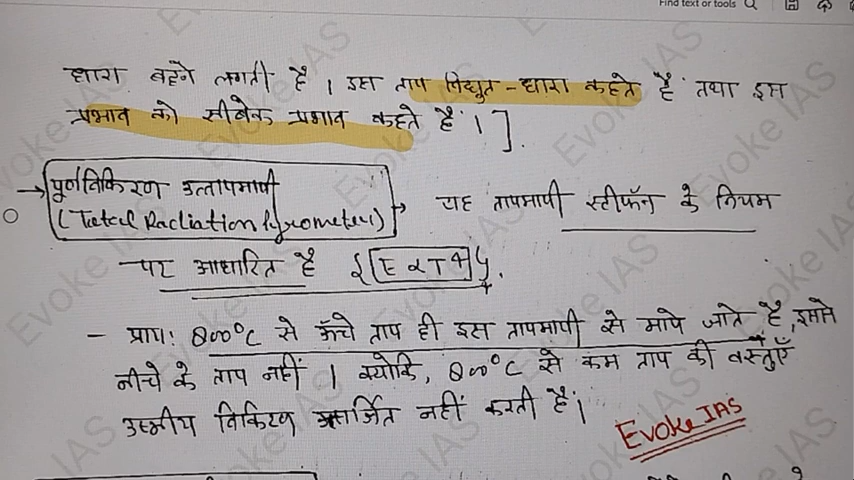 Find text or tools
धारा बहने लगती है। इस ताप विद्युत-धारा कहते हैं तथा इस
प्रभाव को सीबेक प्रभाव कहते हैं।].
→ पूर्णविकिरण उत्तापमापी
(Total Radiation Pyrometer) → यह तापमापी स्टीफॅन के नियम
पर आधारित है {[E ∝ T⁴]}.
- प्रायः 800°C से ऊँचे ताप ही इस तापमापी से मापे जाते हैं, इससे
नीचे के ताप नहीं। क्योंकि, 800°C से कम ताप की वस्तुएँ
उष्मीय विकिरण उत्सर्जित नहीं करती हैं।
Evoke IAS